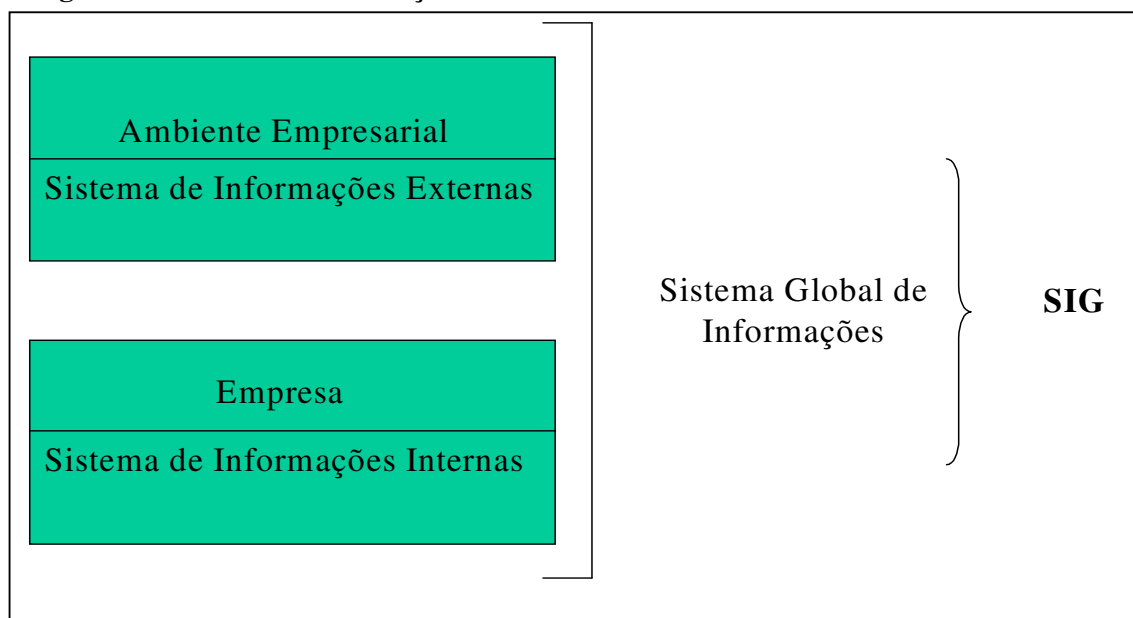 Ambiente Empresarial
Sistema de Informações Externas
Sistema Global de
Informações
SIG
Empresa
Sistema de Informações Internas